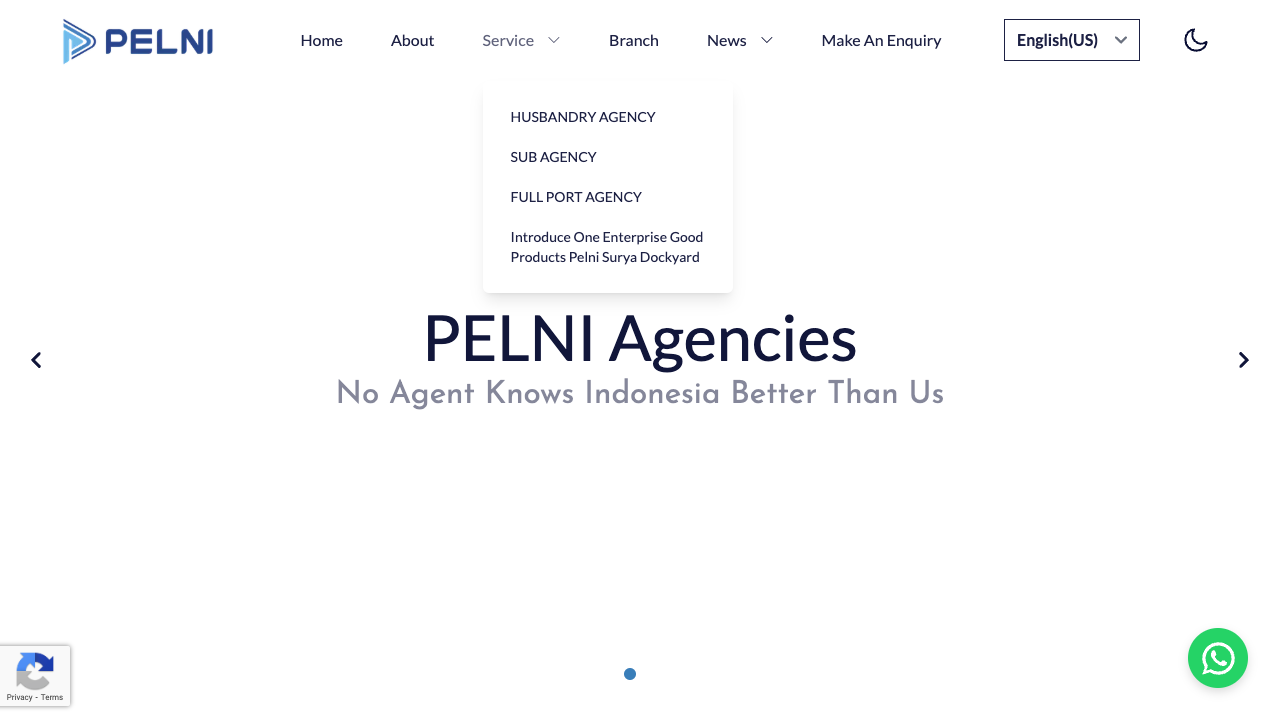 PELNI
Home
About
Service
Branch
News
Make An Enquiry
English(US)
HUSBANDRY AGENCY
SUB AGENCY
FULL PORT AGENCY
Introduce One Enterprise Good
Products Pelni Surya Dockyard
PELNI Agencies
No Agent Knows Indonesia Better Than Us
Privacy - Terms